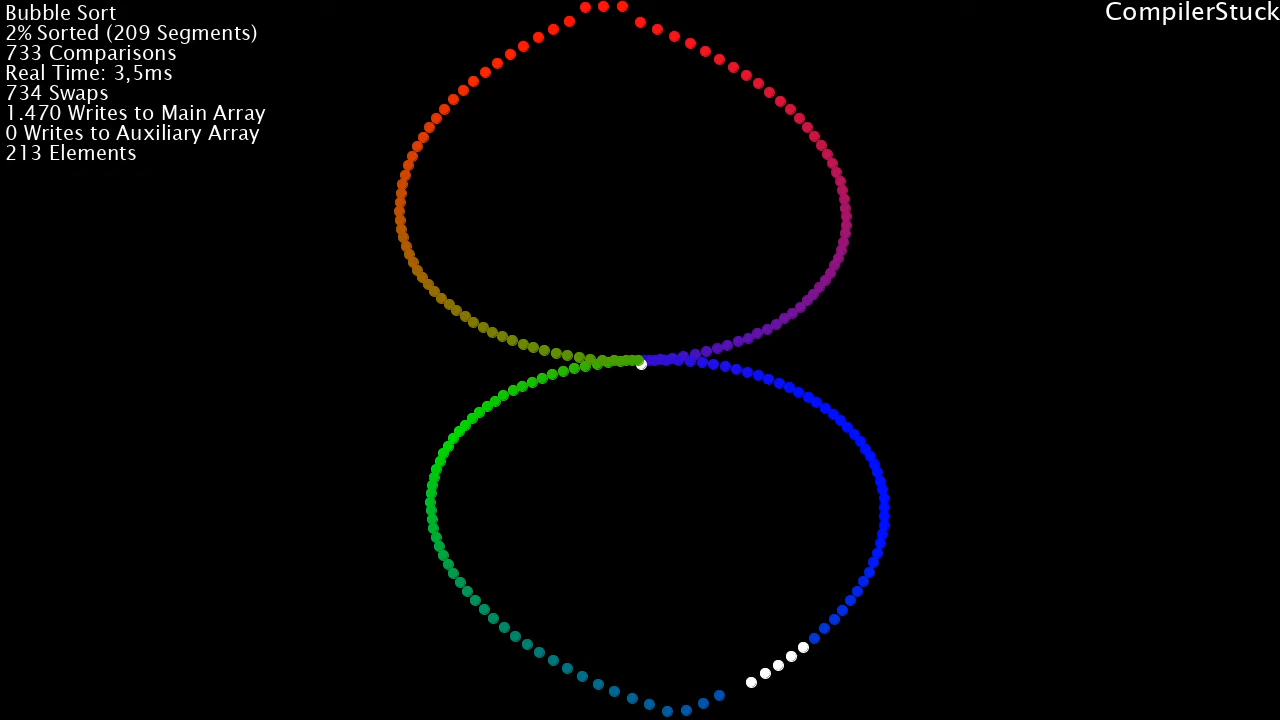 Bubble Sort
2% Sorted (209 Segments)
733 Comparisons
Real Time: 3,5ms
734 Swaps
1.470 Writes to Main Array
0 Writes to Auxiliary Array
213 Elements
CompilerStuck